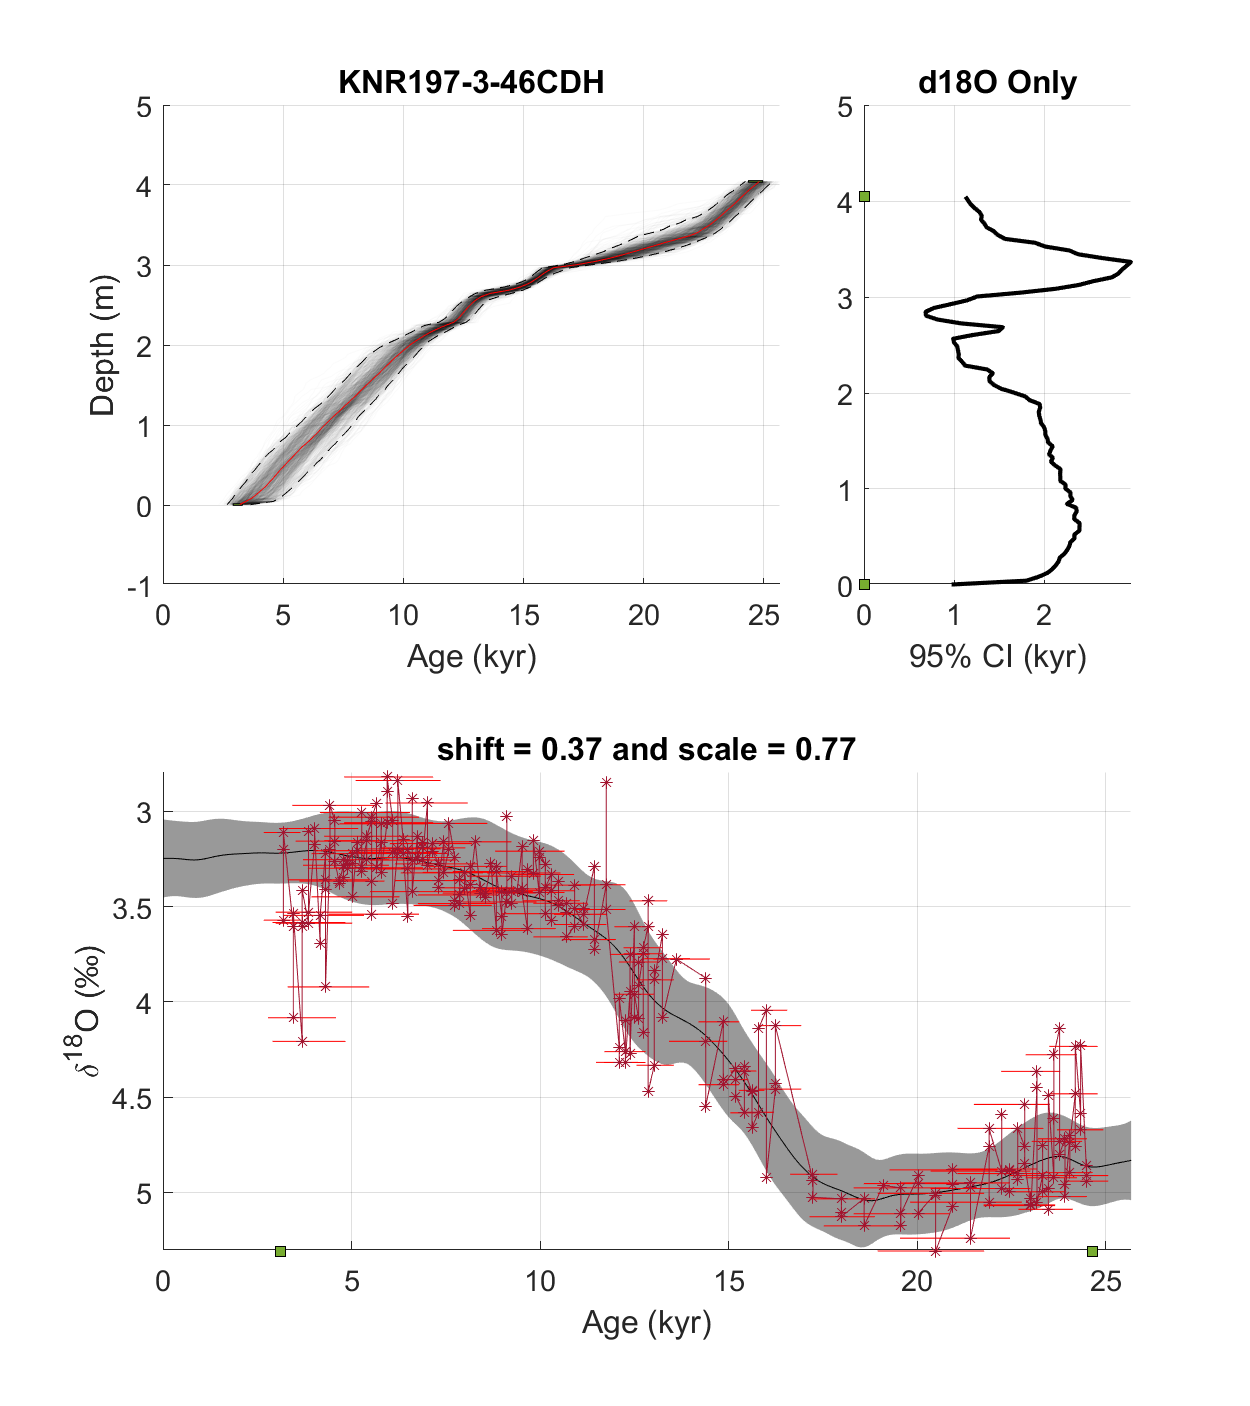 KNR197-3-46CDH
5
4
3
2
1
0
-1
Depth (m)
0 5 10 15 20 25
Age (kyr)
d18O Only
5
4
3
2
1
0
0 1 2
95% CI (kyr)
shift = 0.37 and scale = 0.77
3
3.5
4
4.5
5
δ18O (‰)
0 5 10 15 20 25
Age (kyr)